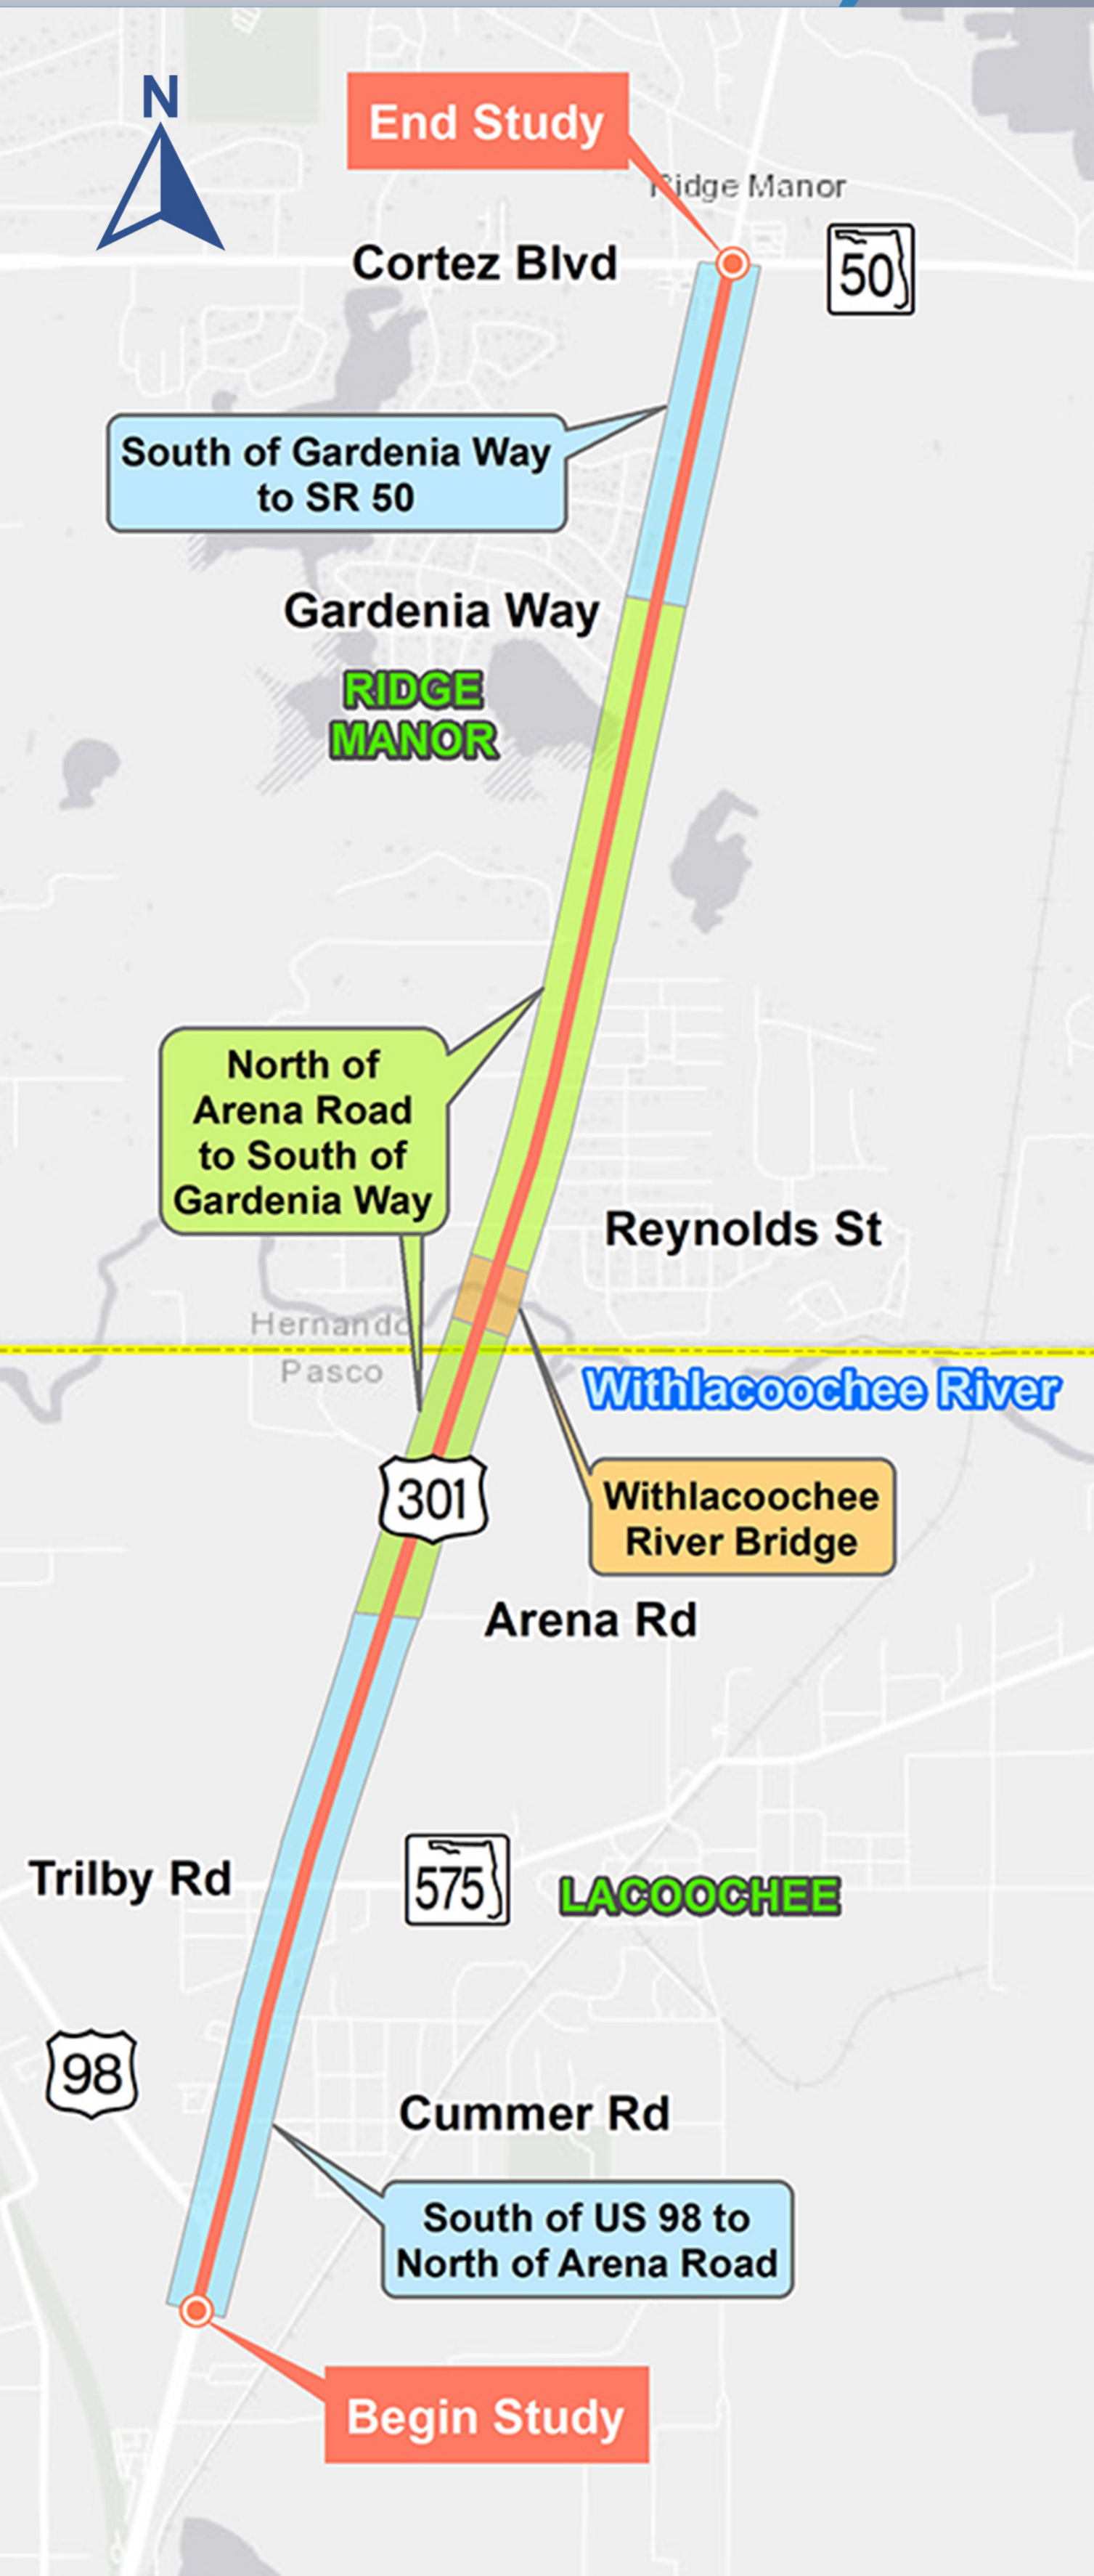 N
End Study
Ridge Manor
Cortez Blvd
50
South of Gardenia Way
to SR 50
Gardenia Way
RIDGE
MANOR
North of
Arena Road
to South of
Gardenia Way
Reynolds St
Hernando
Pasco
Withlacoochee River
301
Withlacoochee
River Bridge
Arena Rd
Trilby Rd
575
LACOOCHEE
98
Cummer Rd
South of US 98 to
North of Arena Road
Begin Study